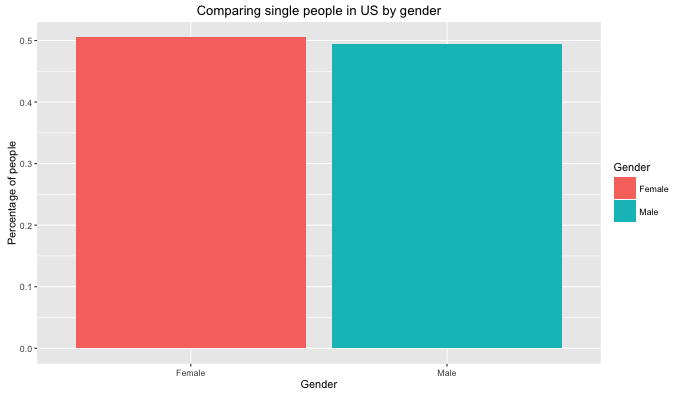 Comparing single people in US by gender
Percentage of people
0.5
0.4
0.3
0.2
0.1
0.0
Female
Male
Gender
Gender
Female
Male